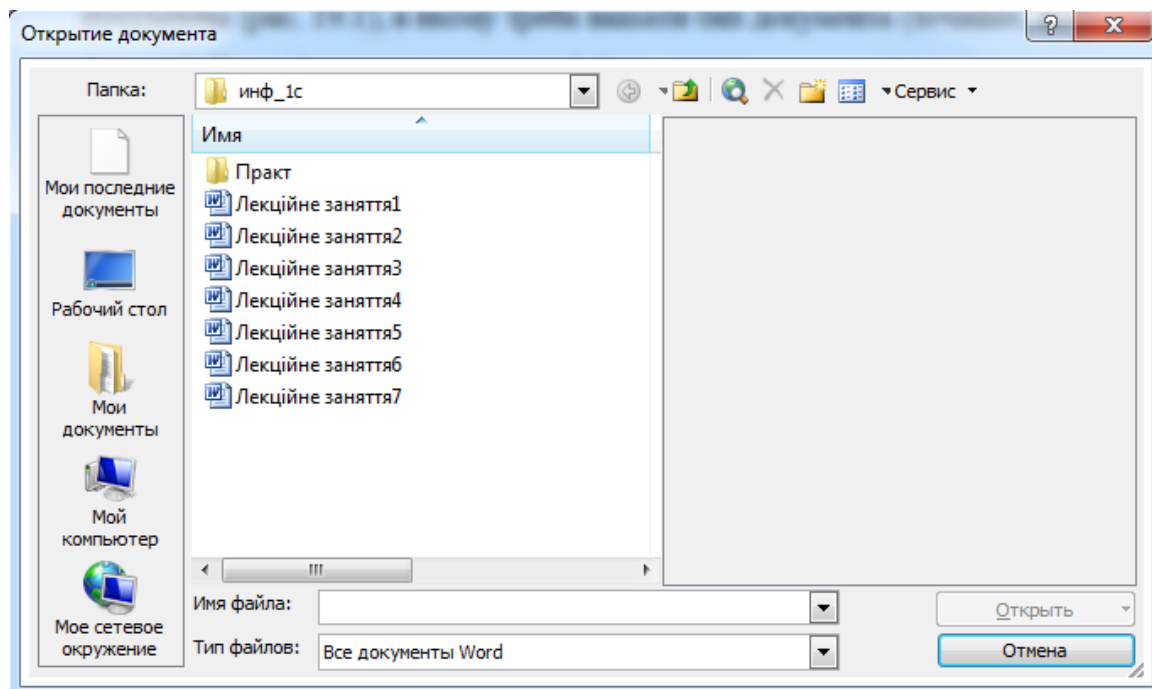 Открытие документа
Папка:
инф_1с
Сервис
Имя
Практ
Лекційне заняття1
Лекційне заняття2
Лекційне заняття3
Лекційне заняття4
Лекційне заняття5
Лекційне заняття6
Лекційне заняття7
Мои последние
документы
Рабочий стол
Мои
документы
Мой
компьютер
Мое сетевое
окружение
Имя файла:
Открыть
Тип файлов:
Все документы Word
Отмена